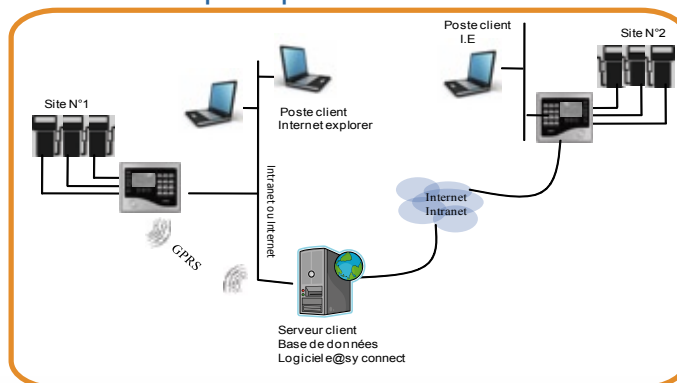 Poste client
I.E
Site N°2
Site N°1
Poste client
Internet explorer
Intranet ou Internet
Internet
Intranet
GPRS
Serveur client
Base de données
Logiciele@sy connect